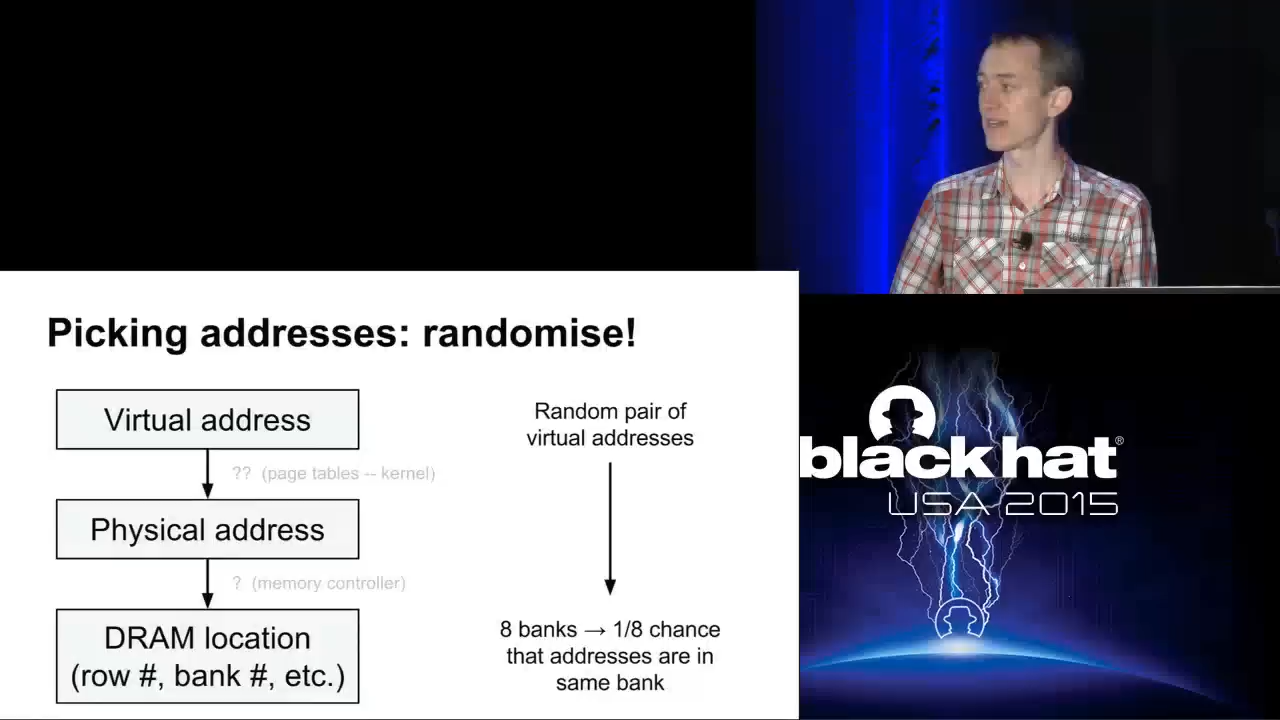 Picking addresses: randomise!
Virtual address
?? (page tables -- kernel)
Physical address
? (memory controller)
DRAM location
(row #, bank #, etc.)
Random pair of
virtual addresses
8 banks → 1/8 chance
that addresses are in
same bank
black hat®
USA 2015